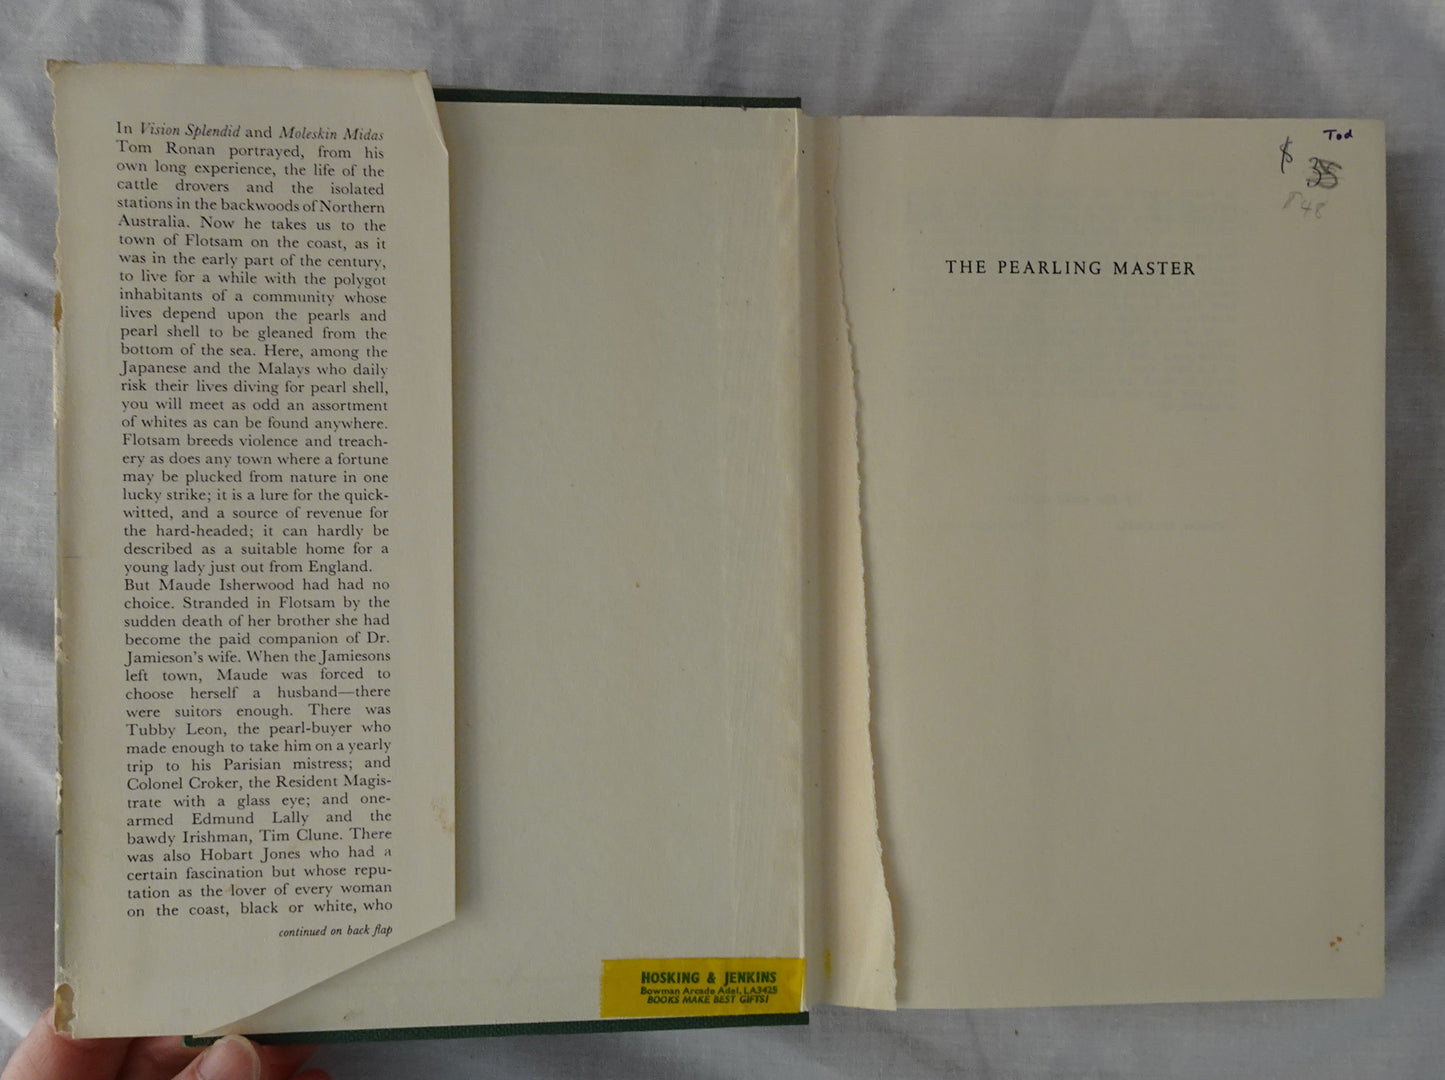 In Vision Splendid and Moleskin Midas
Tom Ronan portrayed, from his
own long experience, the life of the
cattle drovers and the isolated
stations in the backwoods of Northern
Australia. Now he takes us to the
town of Flotsam on the coast, as it
was in the early part of the century,
to live for a while with the polygot
inhabitants of a community whose
lives depend upon the pearls and
pearl shell to be gleaned from the
bottom of the sea. Here, among the
Japanese and the Malays who daily
risk their lives diving for pearl shell,
you will meet as odd an assortment
of whites as can be found anywhere.
Flotsam breeds violence and treach-
ery as does any town where a fortune
may be plucked from nature in one
lucky strike; it is a lure for the quick-
witted, and a source of revenue for
the hard-headed; it can hardly be
described as a suitable home for a
young lady just out from England.
But Maude Isherwood had had no
choice. Stranded in Flotsam by the
sudden death of her brother she had
become the paid companion of Dr.
Jamieson's wife. When the Jamiesons
left town, Maude was forced to
choose herself a husband—there
were suitors enough. There was
Tubby Leon, the pearl-buyer who
made enough to take him on a yearly
trip to his Parisian mistress; and
Colonel Croker, the Resident Magis-
trate with a glass eye; and one-
armed Edmund Lally and the
bawdy Irishman, Tim Clune. There
was also Hobart Jones who had a
certain fascination but whose repu-
tation as the lover of every woman
on the coast, black or white, who
continued on back flap
HOSKING & JENKINS
Bowman Arcade Adel. LA3425
BOOKS MAKE BEST GIFTS!
Tod
$ 35
$48
THE PEARLING MASTER